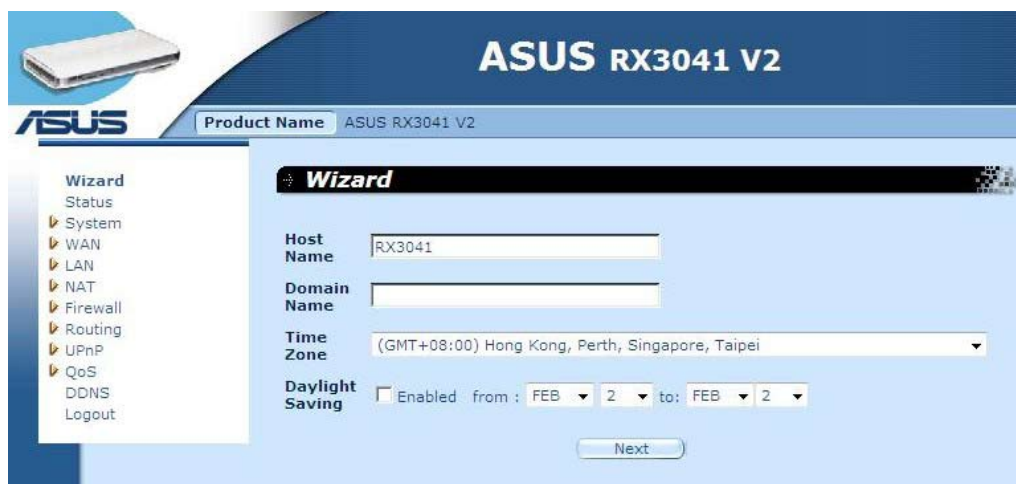 ASUS RX3041 V2
ASUS
Product Name ASUS RX3041 V2
Wizard
Status
System
WAN
LAN
NAT
Firewall
Routing
UPnP
QoS
DDNS
Logout
Wizard
Host Name RX3041
Domain Name
Time Zone (GMT+08:00) Hong Kong, Perth, Singapore, Taipei
Daylight Saving Enabled from : FEB 2 to: FEB 2
Next